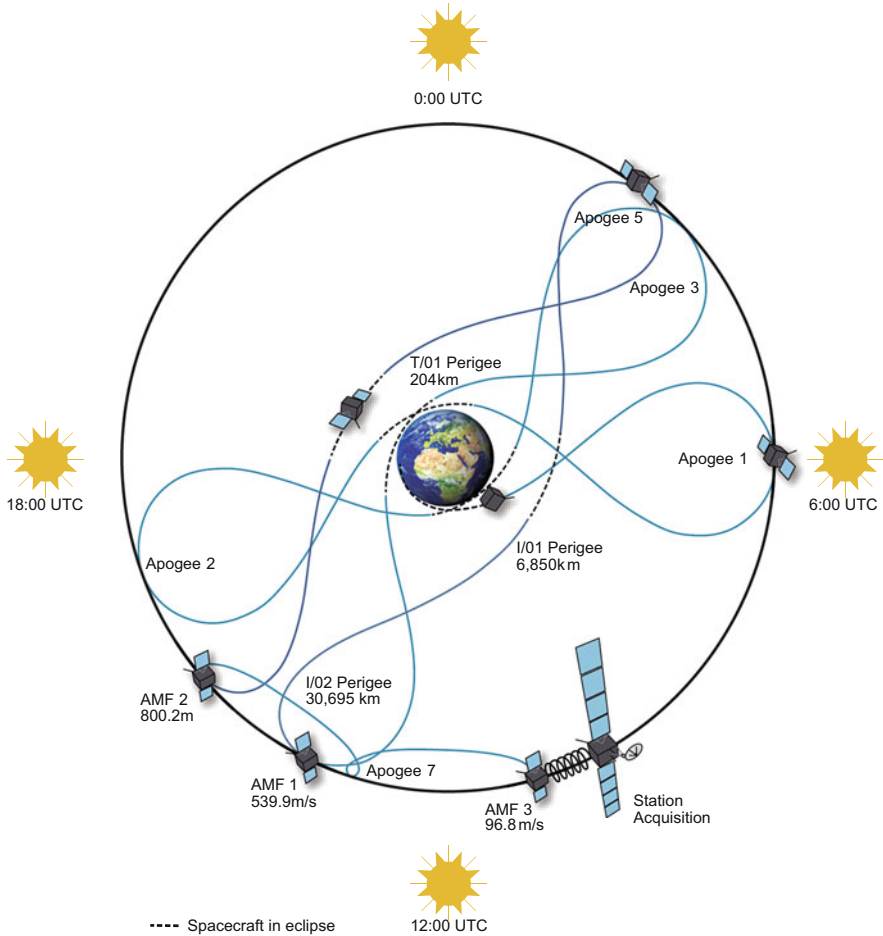 0:00 UTC
Apogee 5
Apogee 3
T/01 Perigee
204km
Apogee 1
18:00 UTC
6:00 UTC
I/01 Perigee
6,850km
Apogee 2
I/02 Perigee
30,695 km
AMF 2
800.2m
Apogee 7
AMF 1
539.9m/s
AMF 3
96.8m/s
Station
Acquisition
Spacecraft in eclipse
12:00 UTC